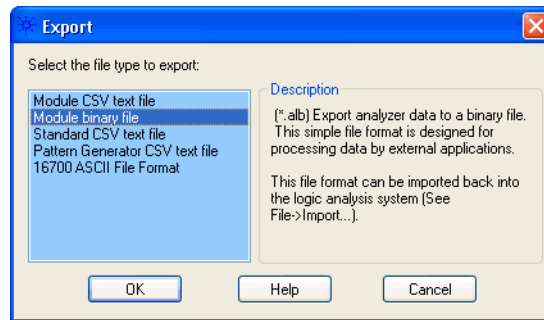 Export
Select the file type to export:
Module CSV text file
Module binary file
Standard CSV text file
Pattern Generator CSV text file
16700 ASCII File Format
Description
(*.alb) Export analyzer data to a binary file.
This simple file format is designed for
processing data by external applications.
This file format can be imported back into
the logic analysis system (See
File->Import...).
OK
Help
Cancel